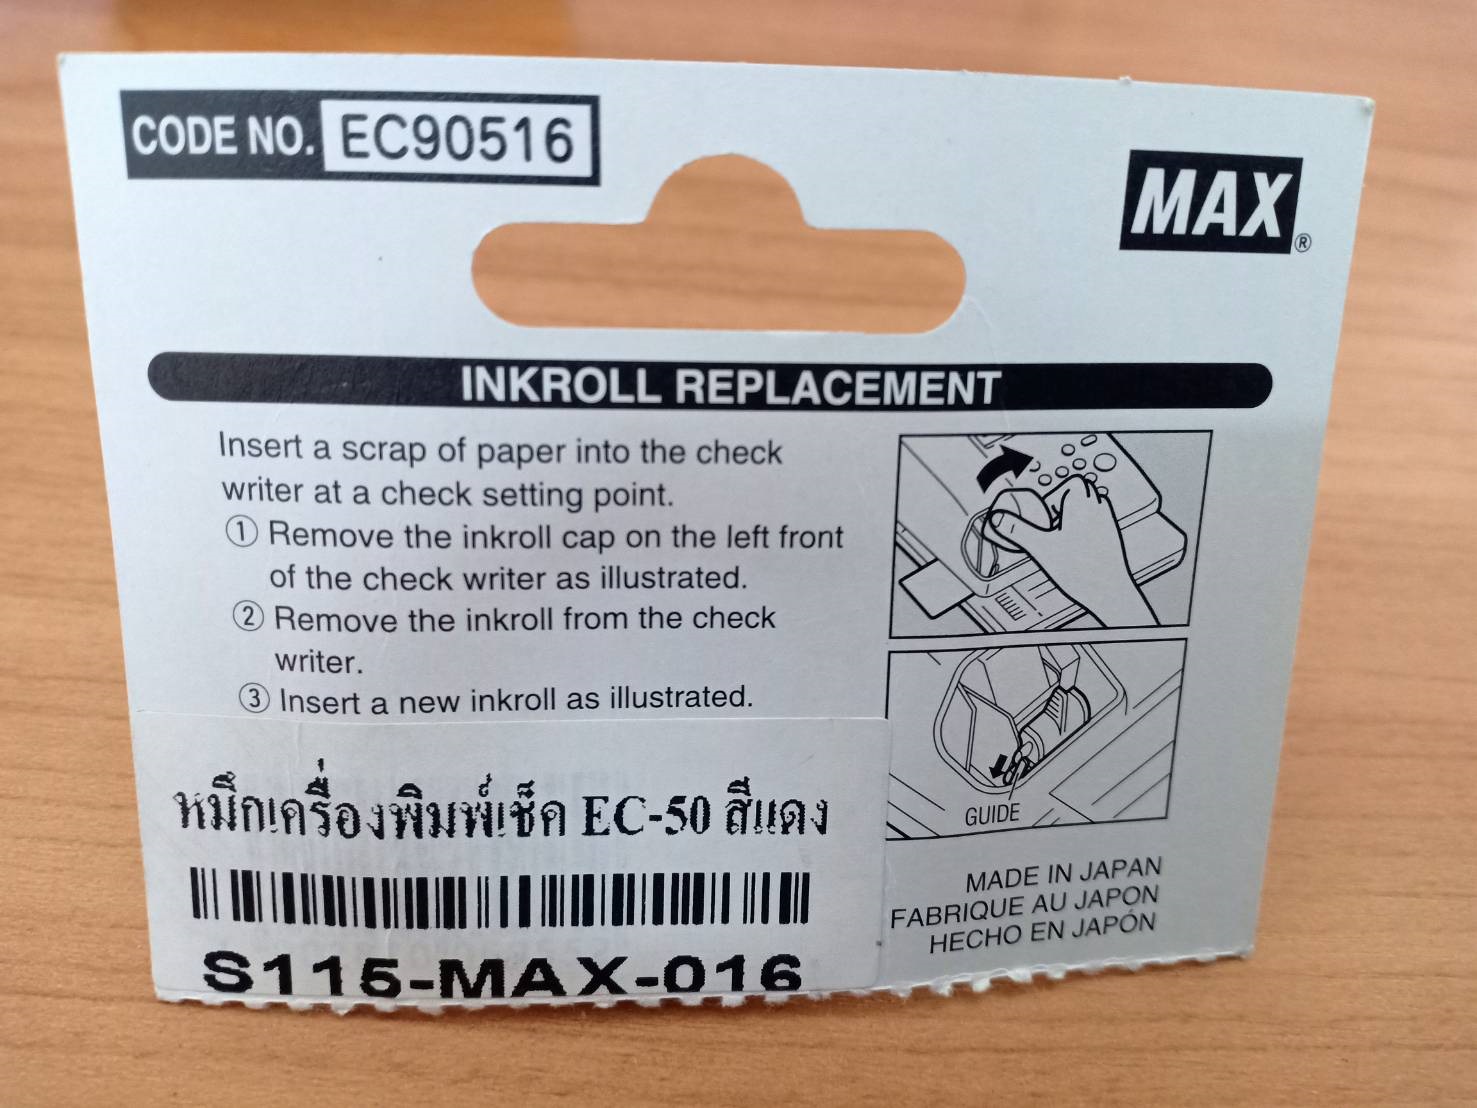 CODE NO. EC90516
MAX®
INKROLL REPLACEMENT
Insert a scrap of paper into the check
writer at a check setting point.
① Remove the inkroll cap on the left front
of the check writer as illustrated.
② Remove the inkroll from the check
writer.
③ Insert a new inkroll as illustrated.
GUIDE
หมึกเครื่องพิมพ์เช็ค EC-50 สีแดง
S115-MAX-016
MADE IN JAPAN
FABRIQUE AU JAPON
HECHO EN JAPÓN